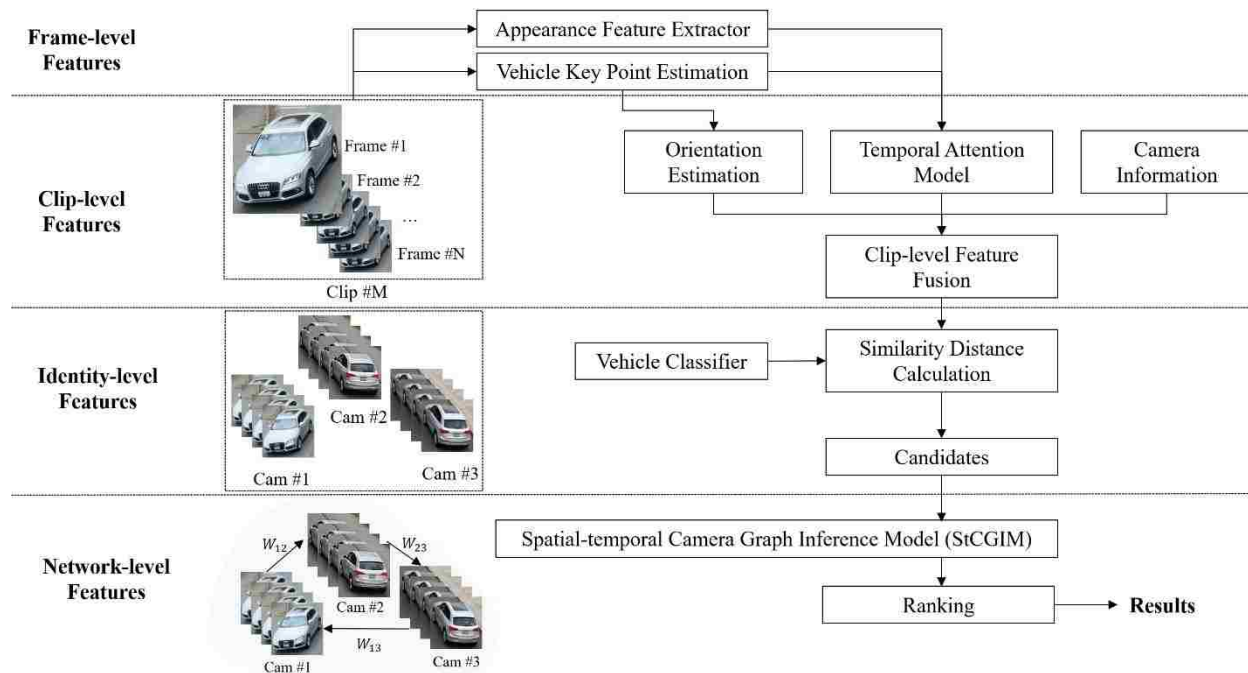 Frame-level
Features
Appearance Feature Extractor
Vehicle Key Point Estimation
Clip-level
Features
Frame #1
Frame #2
...
Frame #N
Clip #M
Orientation
Estimation
Temporal Attention
Model
Camera
Information
Clip-level Feature
Fusion
Identity-level
Features
Cam #1
Cam #2
Cam #3
Vehicle Classifier
Similarity Distance
Calculation
Candidates
Network-level
Features
W12
W23
W13
Cam #1
Cam #2
Cam #3
Spatial-temporal Camera Graph Inference Model (StCGIM)
Ranking
Results